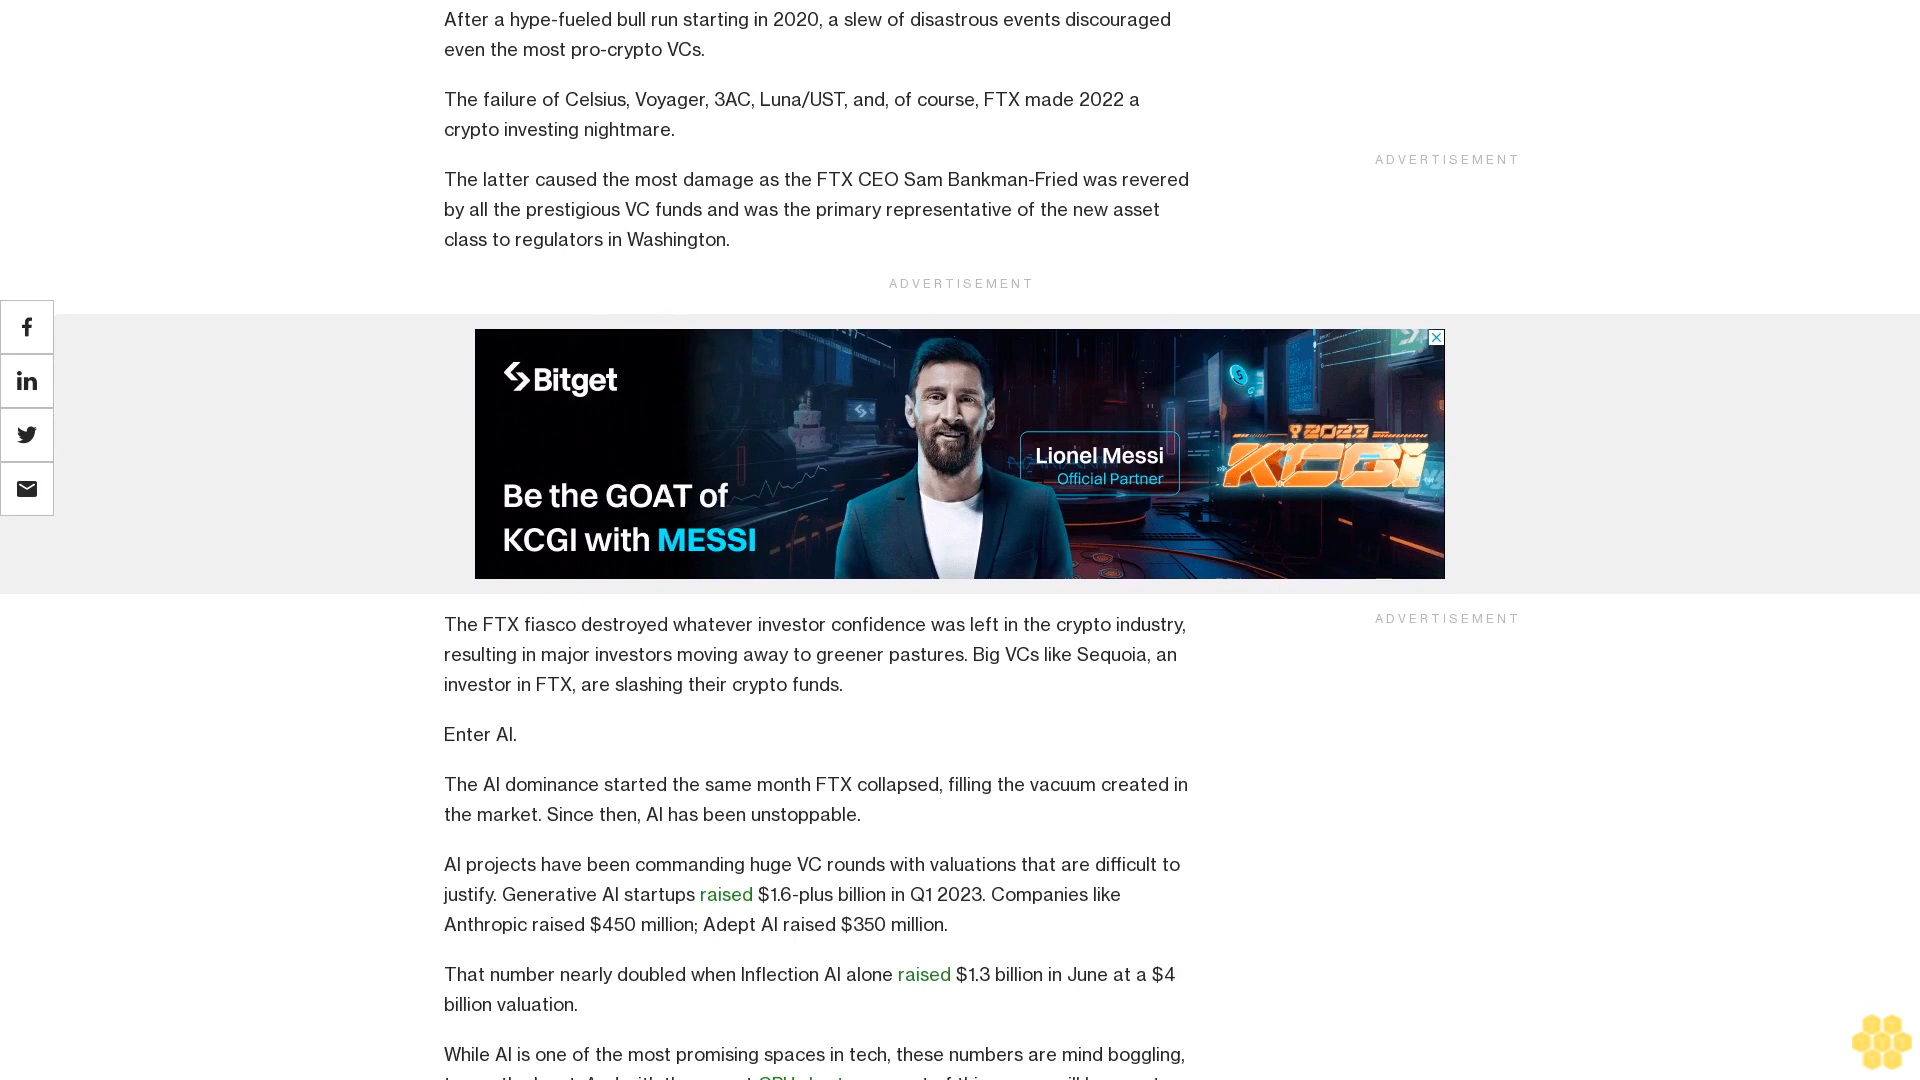 After a hype-fueled bull run starting in 2020, a slew of disastrous events discouraged
even the most pro-crypto VCs.
The failure of Celsius, Voyager, 3AC, Luna/UST, and, of course, FTX made 2022 a
crypto investing nightmare.
ADVERTISEMENT
The latter caused the most damage as the FTX CEO Sam Bankman-Fried was revered
by all the prestigious VC funds and was the primary representative of the new asset
class to regulators in Washington.
ADVERTISEMENT
Bitget
Be the GOAT of
KCGI with MESSI
Lionel Messi
Official Partner
Y2023
KCGI
The FTX fiasco destroyed whatever investor confidence was left in the crypto industry,
resulting in major investors moving away to greener pastures. Big VCs like Sequoia, an
investor in FTX, are slashing their crypto funds.
ADVERTISEMENT
Enter AI.
The AI dominance started the same month FTX collapsed, filling the vacuum created in
the market. Since then, AI has been unstoppable.
AI projects have been commanding huge VC rounds with valuations that are difficult to
justify. Generative AI startups raised $1.6-plus billion in Q1 2023. Companies like
Anthropic raised $450 million; Adept AI raised $350 million.
That number nearly doubled when Inflection AI alone raised $1.3 billion in June at a $4
billion valuation.
While AI is one of the most promising spaces in tech, these numbers are mind boggling,